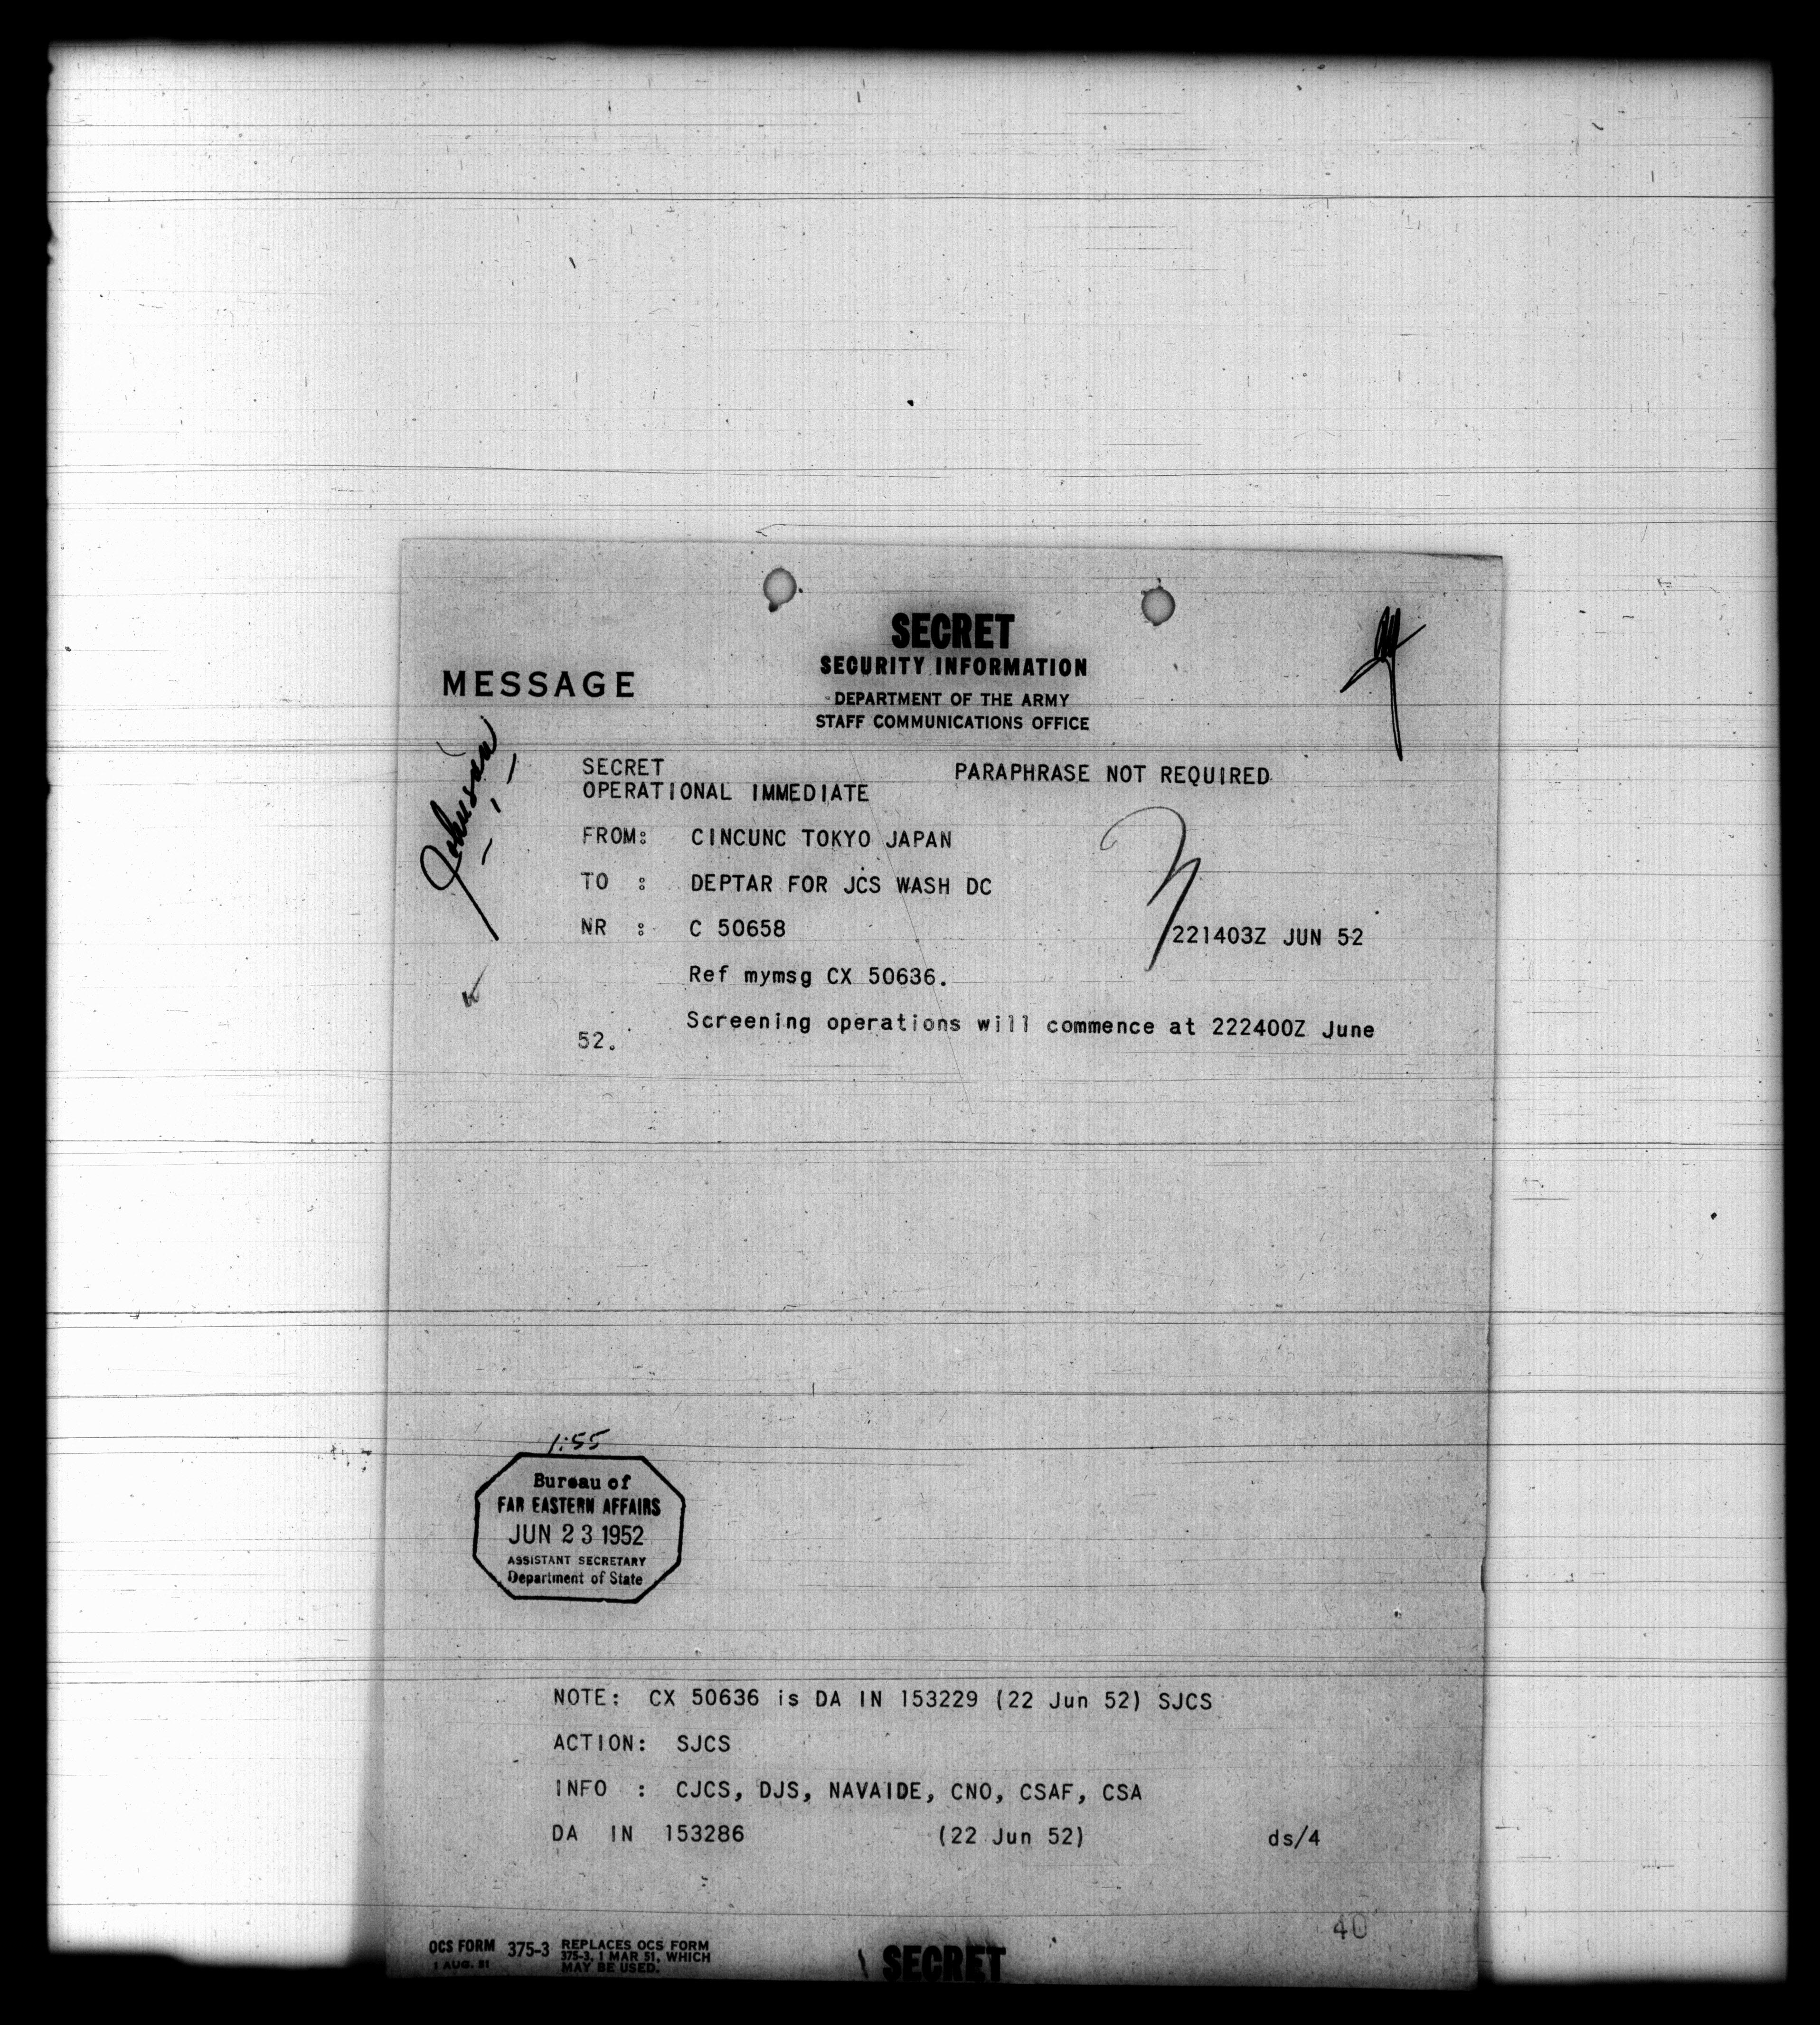 SECRET
SECURITY INFORMATION
MESSAGE
DEPARTMENT OF THE ARMY
STAFF COMMUNICATIONS OFFICE
Johnson
SECRET PARAPHRASE NOT REQUIRED
OPERATIONAL IMMEDIATE
FROM: CINCUNC TOKYO JAPAN
TO : DEPTAR FOR JCS WASH DC
NR : C 50658 221403Z JUN 52
Ref mymsg CX 50636.
Screening operations will commence at 222400Z June
52.
1:55
Bureau of
FAR EASTERN AFFAIRS
JUN 23 1952
ASSISTANT SECRETARY
Department of State
NOTE: CX 50636 is DA IN 153229 (22 Jun 52) SJCS
ACTION: SJCS
INFO : CJCS, DJS, NAVAIDE, CNO, CSAF, CSA
DA IN 153286 (22 Jun 52) ds/4
40
OCS FORM 375-3 REPLACES OCS FORM
375-3, 1 MAR 51, WHICH
1 AUG. 51 MAY BE USED.
SECRET